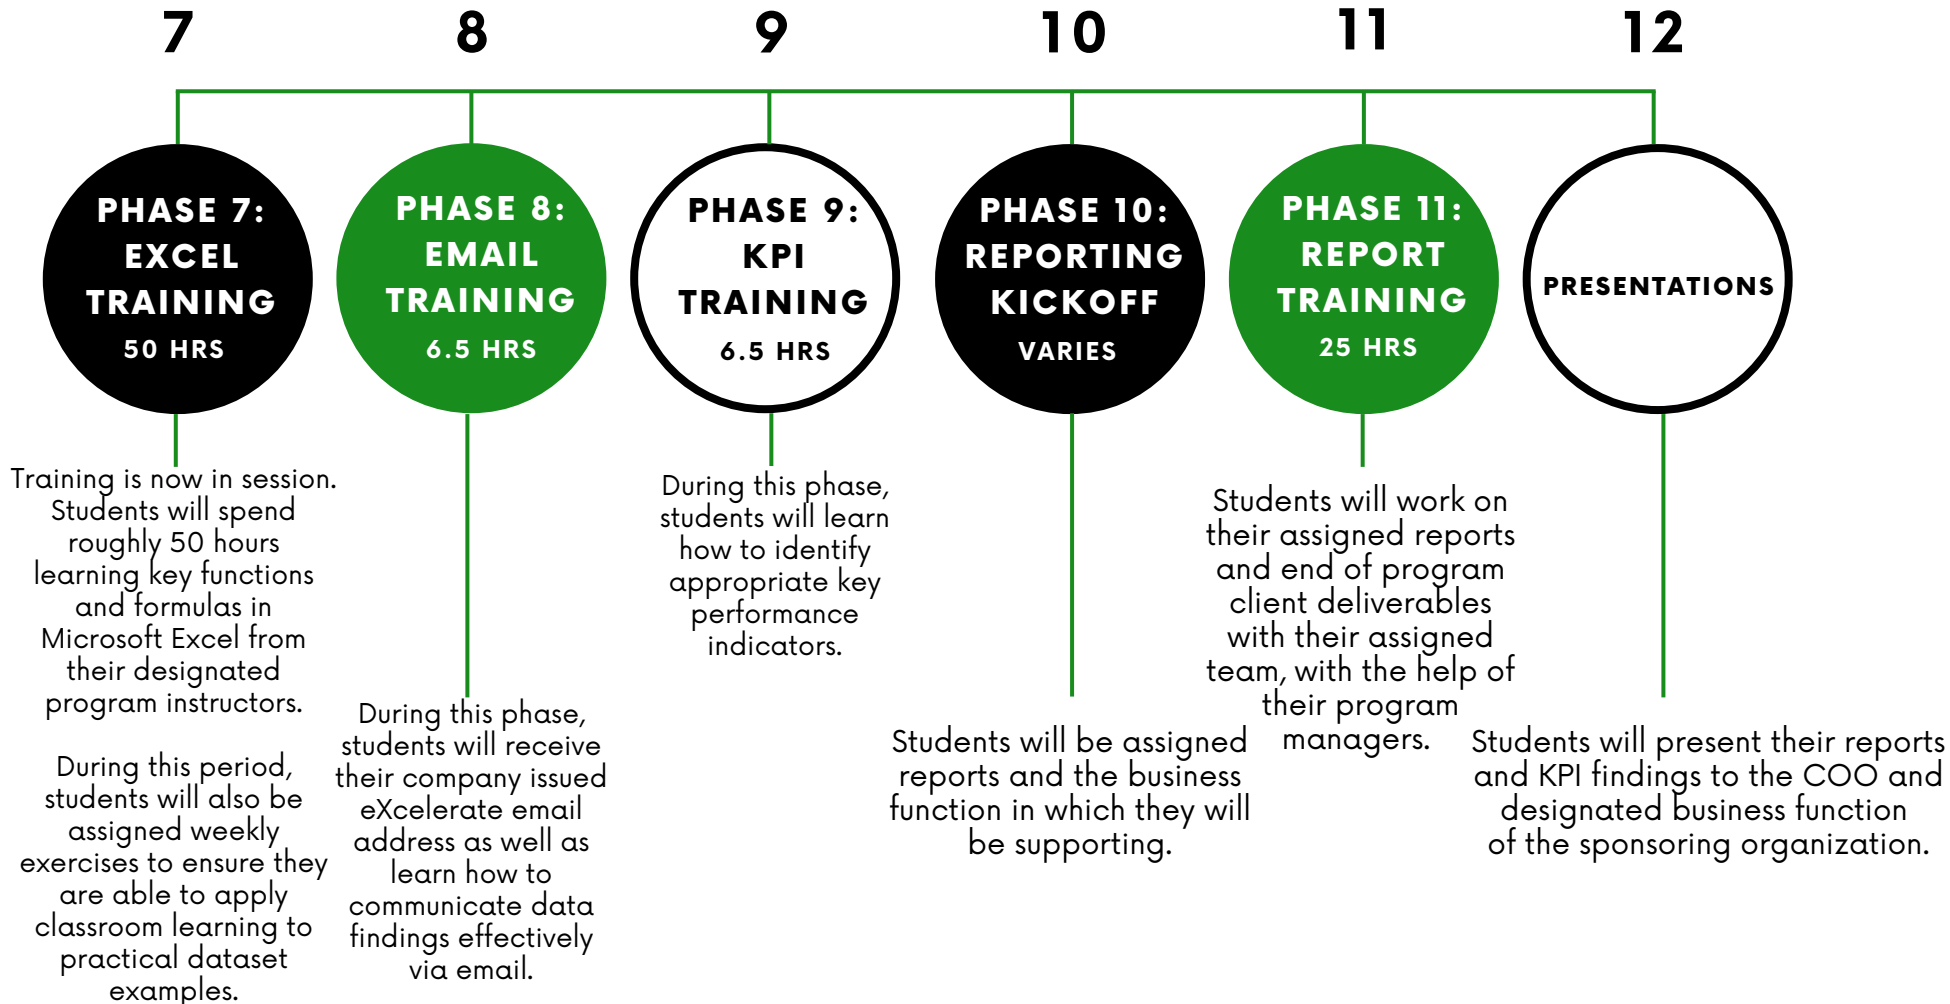 7
8
9
10
11
12
PHASE 7:
EXCEL
TRAINING
50 HRS
PHASE 8:
EMAIL
TRAINING
6.5 HRS
PHASE 9:
KPI
TRAINING
6.5 HRS
PHASE 10:
REPORTING
KICKOFF
VARIES
PHASE 11:
REPORT
TRAINING
25 HRS
PRESENTATIONS
Training is now in session.
Students will spend
roughly 50 hours
learning key functions
and formulas in
Microsoft Excel from
their designated
program instructors.
During this period,
students will also be
assigned weekly
exercises to ensure they
are able to apply
classroom learning to
practical dataset
examples.
During this phase,
students will receive
their company issued
eXcelerate email
address as well as
learn how to
communicate data
findings effectively
via email.
During this phase,
students will learn
how to identify
appropriate key
performance
indicators.
Students will be assigned
reports and the business
function in which they will
be supporting.
Students will work on
their assigned reports
and end of program
client deliverables
with their assigned
team, with the help of
their program
managers.
Students will present their reports
and KPI findings to the COO and
designated business function
of the sponsoring organization.